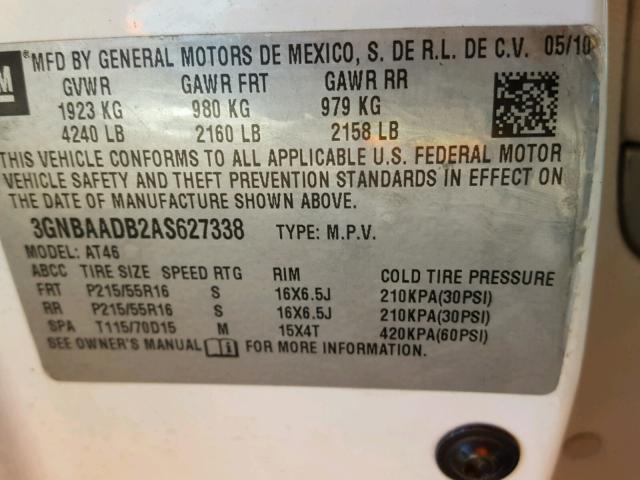 M
MFD BY GENERAL MOTORS DE MEXICO, S. DE R.L. DE C.V. 05/10
GVWR GAWR FRT GAWR RR
1923 KG 980 KG 979 KG
4240 LB 2160 LB 2158 LB
THIS VEHICLE CONFORMS TO ALL APPLICABLE U.S. FEDERAL MOTOR
VEHICLE SAFETY AND THEFT PREVENTION STANDARDS IN EFFECT ON
THE DATE OF MANUFACTURE SHOWN ABOVE.
3GNBAADB2AS627338 TYPE: M.P.V.
MODEL: AT46
ABCC TIRE SIZE SPEED RTG RIM COLD TIRE PRESSURE
FRT P215/55R16 S 16X6.5J 210KPA(30PSI)
RR P215/55R16 S 16X6.5J 210KPA(30PSI)
SPA T115/70D15 M 15X4T 420KPA(60PSI)
SEE OWNER'S MANUAL FOR MORE INFORMATION.